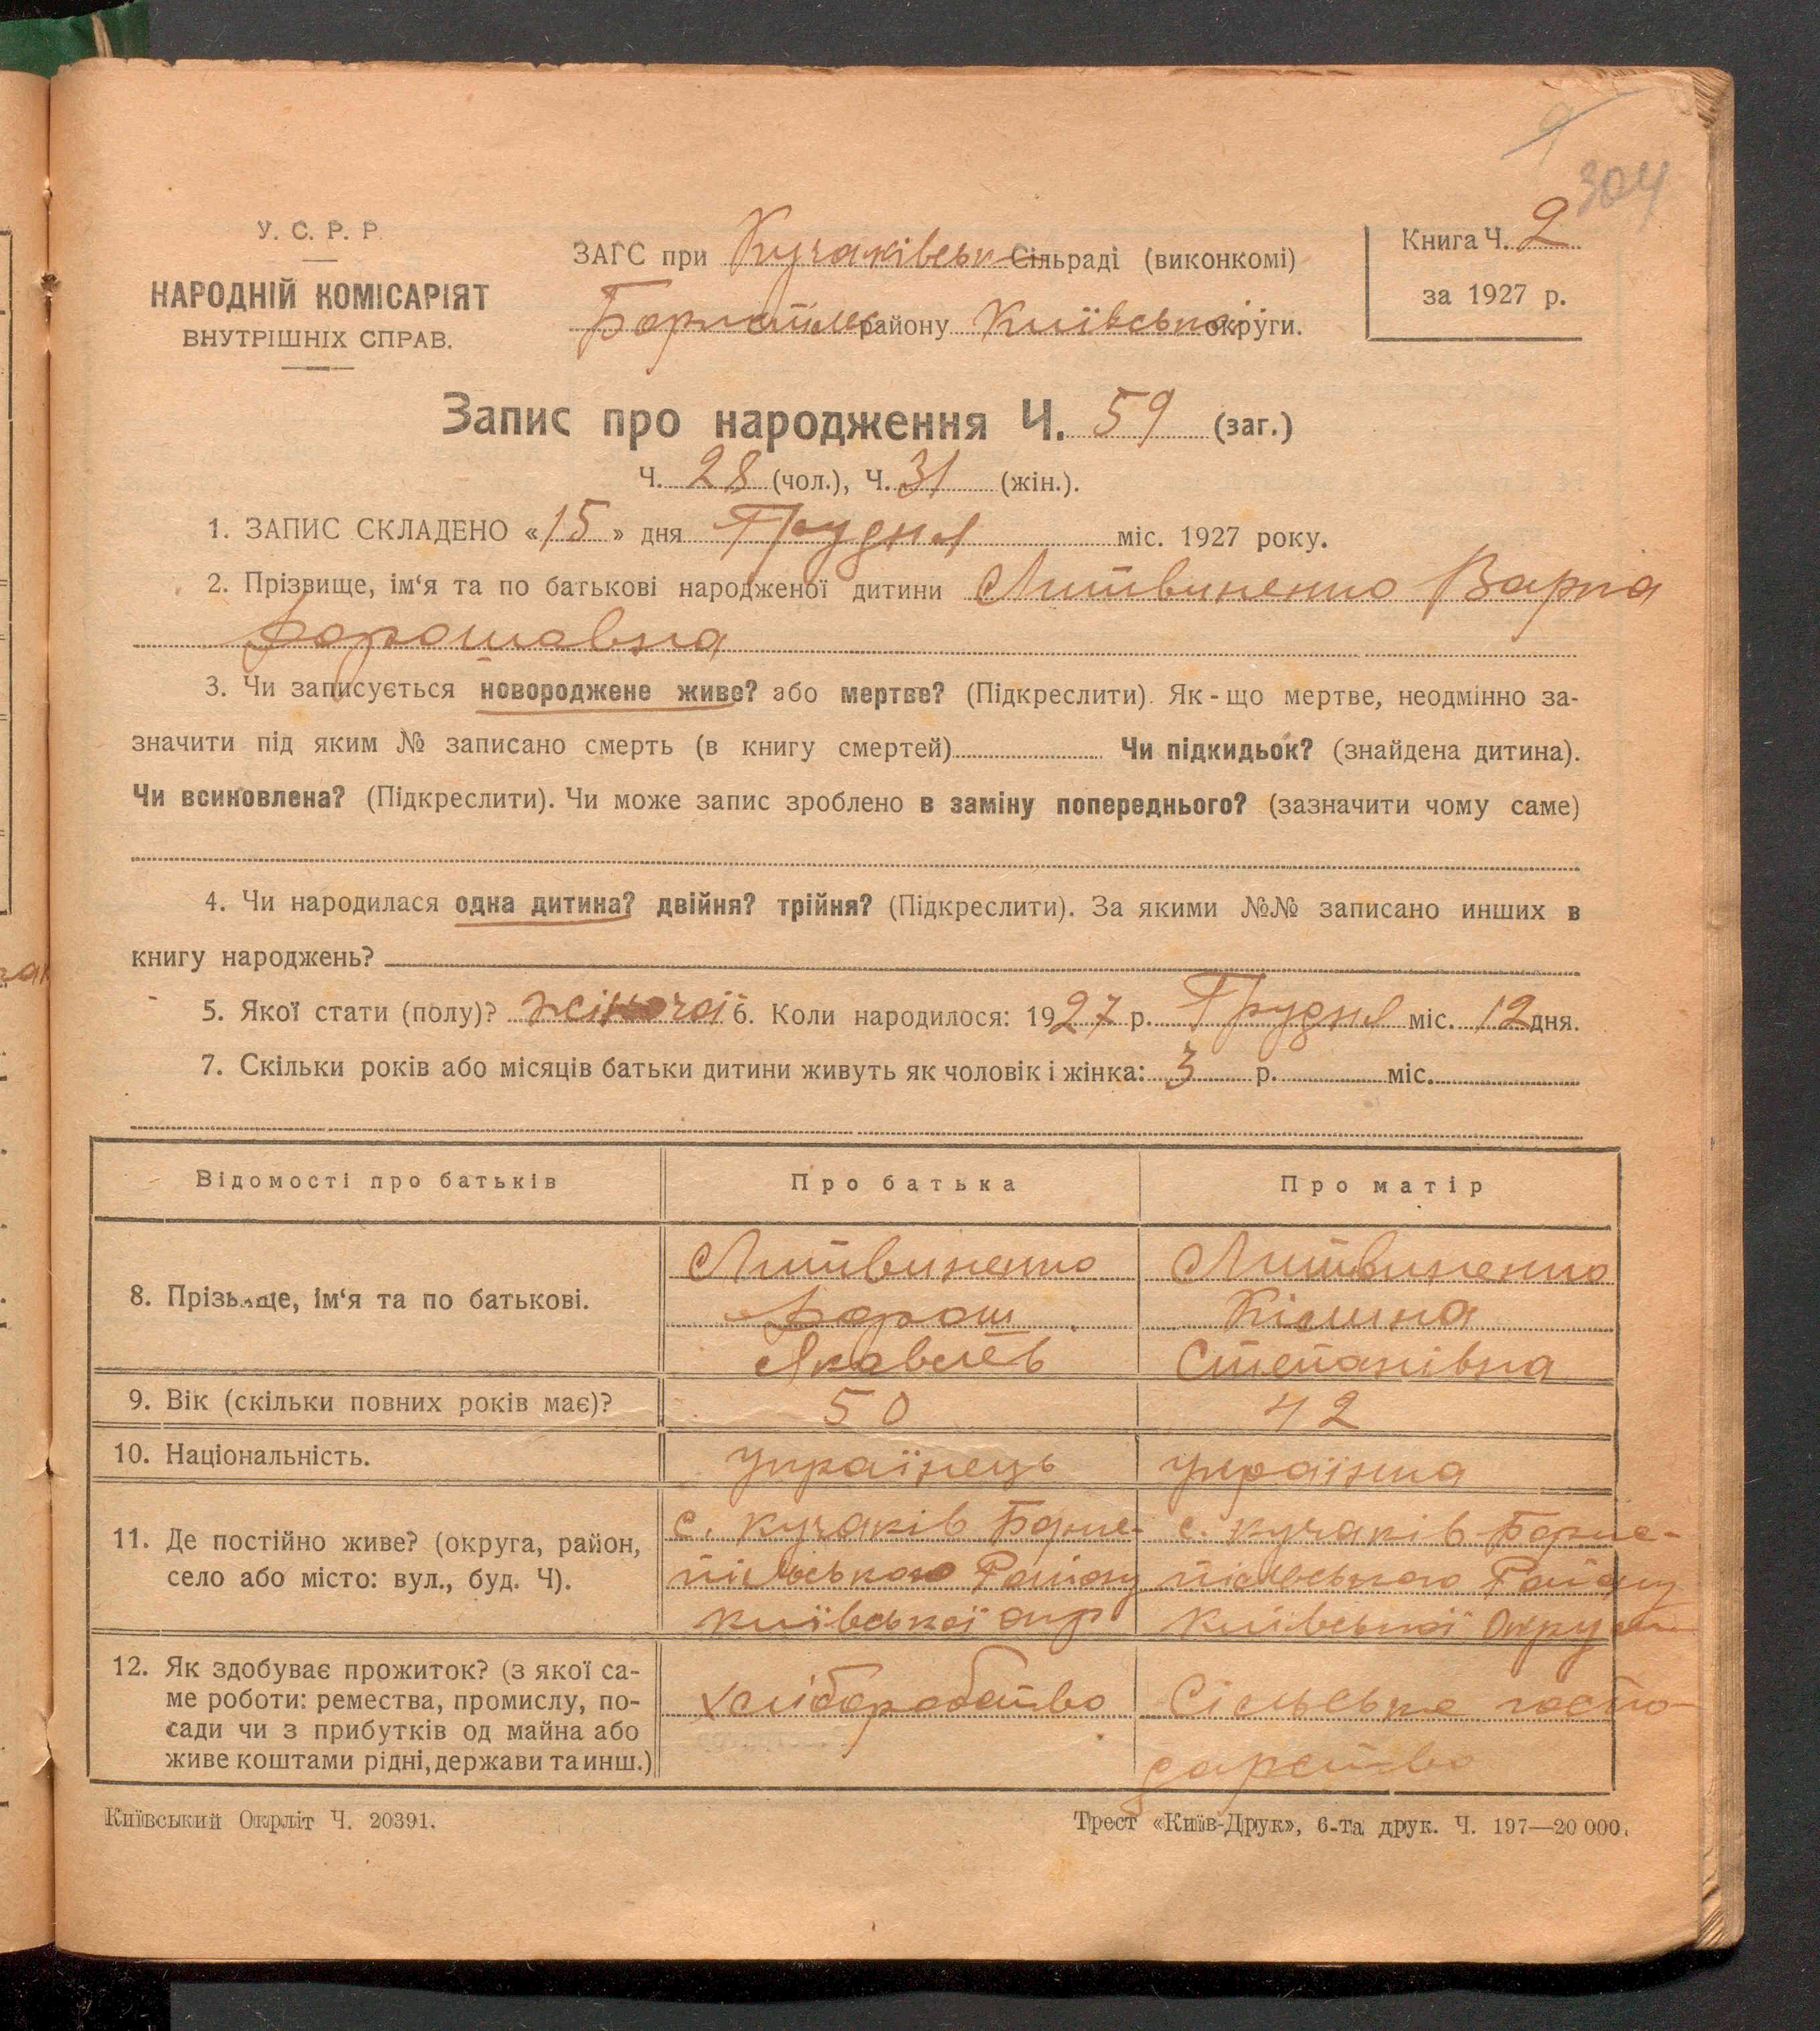 304
У. С. Р. Р.
НАРОДНІЙ КОМІСАРІЯТ
ВНУТРІШНІХ СПРАВ.
ЗАГС при Кучаківськ Сільраді (виконкомі)
району Київської округи.
Книга Ч. 2
за 1927 р.
Запис про народження Ч. 59 (заг.)
Ч. 28 (чол.), Ч. 31 (жін.).
1. ЗАПИС СКЛАДЕНО «15» дня Грудня міс. 1927 року.
2. Прізвище, ім‘я та по батькові народженої дитини Литвиненко
3. Чи записується новороджене живе? або мертве? (Підкреслити). Як-що мертве, неодмінно за-
значити під яким № записано смерть (в книгу смертей) Чи підкидьок? (знайдена дитина).
Чи всиновлена? (Підкреслити). Чи може запис зроблено в заміну попереднього? (зазначити чому саме)
4. Чи народилася одна дитина? двійня? трійня? (Підкреслити). За якими №№ записано инших в
книгу народжень?
5. Якої стати (полу)? жіночої 6. Коли народилося: 1927 р. Грудня міс. 12 дня.
7. Скільки років або місяців батьки дитини живуть як чоловік і жінка: 3 р. міс.
Відомості про батьків Про батька Про матір
8. Прізвище, ім‘я та по батькові.
Литвиненко
Яковлев
Литвиненко
Степанівна
9. Вік (скільки повних років має)? 50 42
10. Національність. Українець Українка
11. Де постійно живе? (округа, район,
село або місто: вул., буд. Ч).
с. Кучаків Борис-
пільського Району
Київської окр
с. Кучаків Борис-
пільського Району
Київської Округи
12. Як здобуває прожиток? (з якої са-
ме роботи: ремества, промислу, по-
сади чи з прибутків од майна або
живе коштами рідні, держави та инш.)
хліборобство
Сільське госпо-
дарство
Київський Окрліт Ч. 20391.
Трест «Київ-Друк», 6-та друк. Ч. 197—20 000.